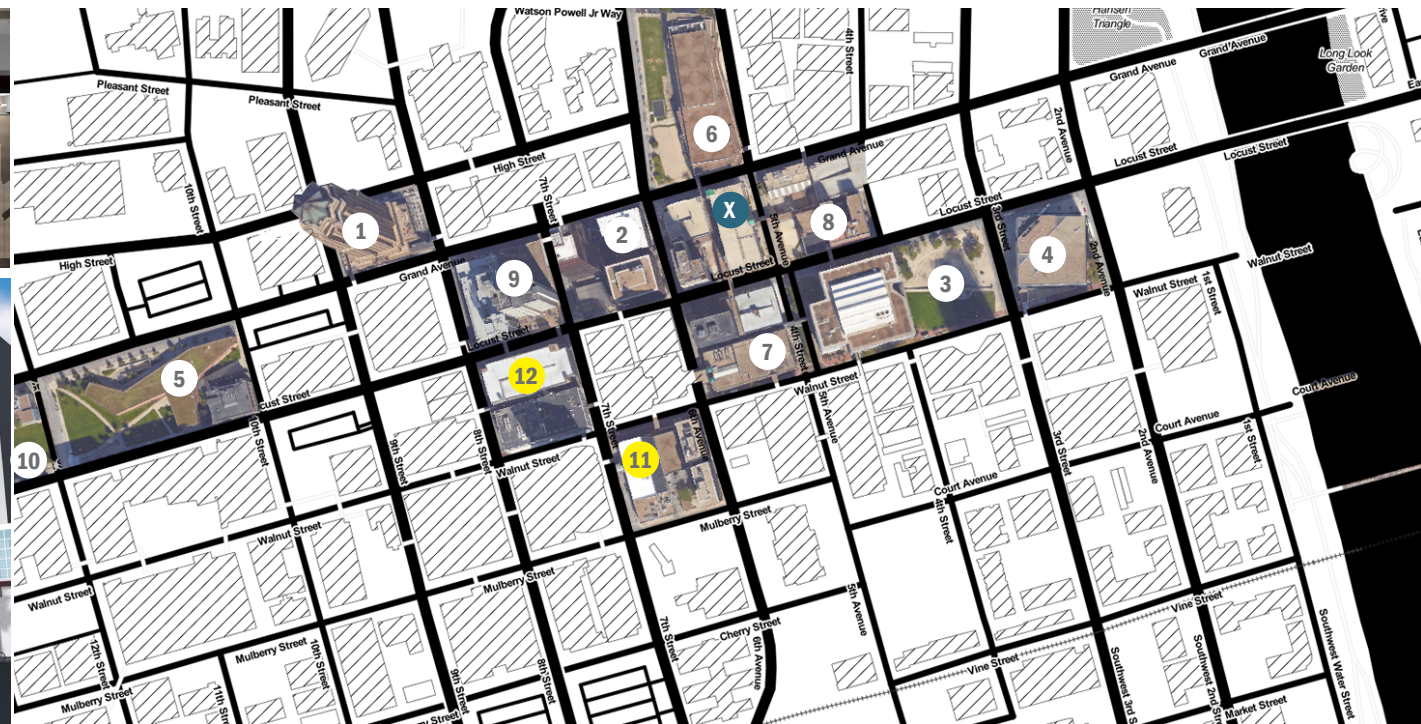 Watson Powell Jr Way
Hansen
Triangle
4th Street
Grand Avenue
Grand Avenue
Long Look
Garden
Pleasant Street
Pleasant Street
6
2nd Avenue
Grand Avenue
High Street
Locust Street
Locust Street
10th Street
7th Street
X
Locust Street
1
2
5th Avenue
8
3rd Street
4
High Street
Grand Avenue
9
Locust Street
3
2nd Avenue
Walnut Street
1st Street
Walnut Street
Locust Street
4th Street
7
5
12
Walnut Street
Court Avenue
cust Street
5th Avenue
10th Street
7th Street
6th Avenue
Court Avenue
1st Street
9th Street
8th Street
Walnut Street
11
3rd Street
2nd Avenue
10
Court Avenue
4th Street
Mulberry Street
Walnut Street
Mulberry Street
Walnut Street
5th Avenue
Vine Street
Cherry Street
7th Street
6th Avenue
Mulberry Street
12th Street
10th Street
Vine Street
Southwest 3rd S
Southwest 2nd S
Southwest Water Street
9th Street
8th Street
Mulberry Street
11th Str
rry Street
Market Street